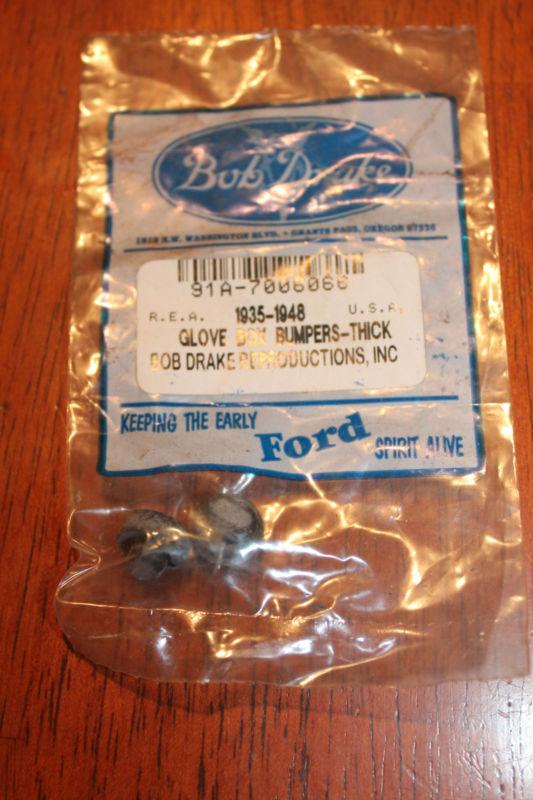 Bob Drake
1819 N.W. WASHINGTON BLVD. • GRANTS PASS, OREGON 97526
91A-7006066
R.E.A. 1935-1948 U.S.A.
GLOVE BOX BUMPERS-THICK
BOB DRAKE REPRODUCTIONS, INC
KEEPING THE EARLY
Ford
SPIRIT ALIVE